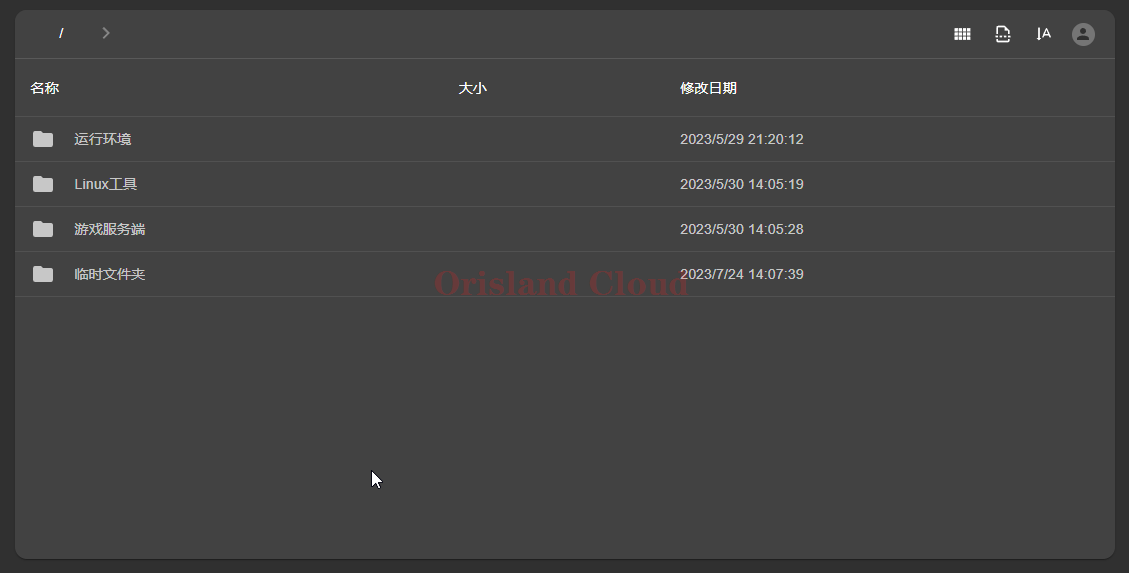 /
名称 大小 修改日期
运行环境 2023/5/29 21:20:12
Linux工具 2023/5/30 14:05:19
游戏服务端 2023/5/30 14:05:28
临时文件夹 2023/7/24 14:07:39
Orisland Cloud